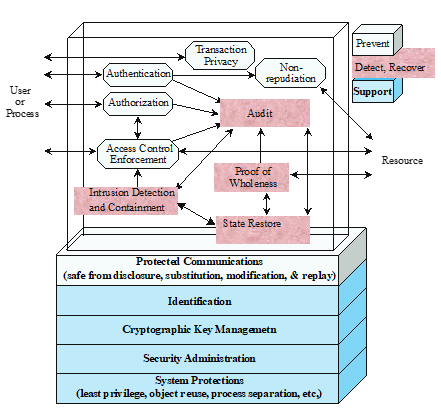 Transaction
Privacy
Prevent
Non-
repudiation
Detect, Recover
Authentication
User
or
Process
Support
Authorization
Audit
Access Control
Enforcement
Resource
Proof of
Wholeness
Intrusion Detection
and Containment
State Restore
Protected Communications
(safe from disclosure, substitution, modification, & replay)
Identification
Cryptographic Key Managemetn
Security Administration
System Protections
(least privilege, object reuse, process separation, etc,)